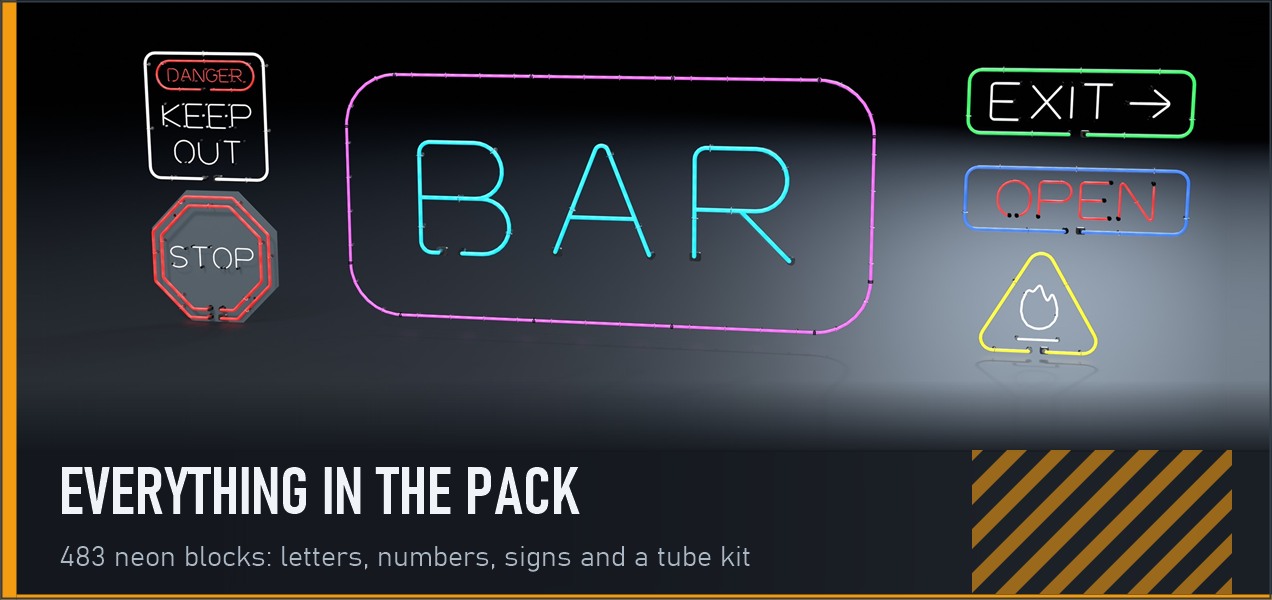 DANGER
KEEP
OUT
STOP
BAR
EXIT →
OPEN
EVERYTHING IN THE PACK
483 neon blocks: letters, numbers, signs and a tube kit